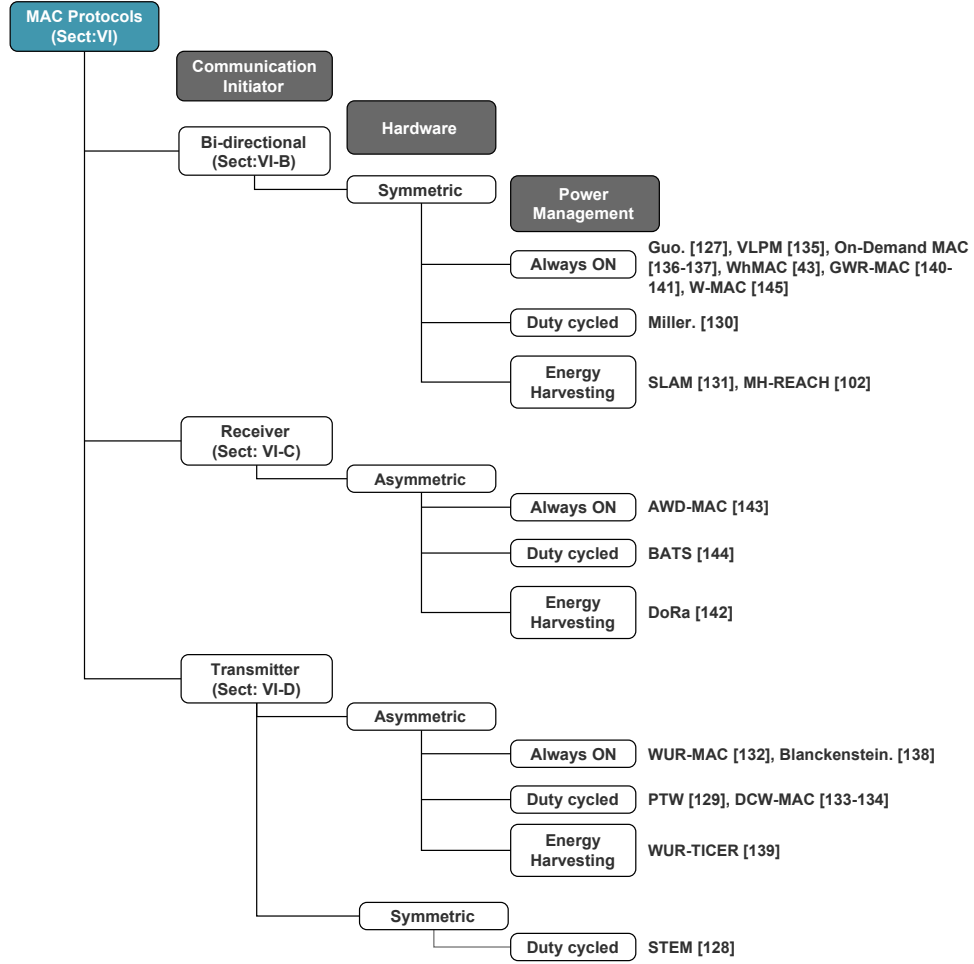 MAC Protocols
(Sect:VI)
Communication
Initiator
Hardware
Bi-directional
(Sect:VI-B)
Symmetric
Power
Management
Always ON
Guo. [127], VLPM [135], On-Demand MAC
[136-137], WhMAC [43], GWR-MAC [140-
141], W-MAC [145]
Duty cycled
Miller. [130]
Energy
Harvesting
SLAM [131], MH-REACH [102]
Receiver
(Sect: VI-C)
Asymmetric
Always ON
AWD-MAC [143]
Duty cycled
BATS [144]
Energy
Harvesting
DoRa [142]
Transmitter
(Sect: VI-D)
Asymmetric
Always ON
WUR-MAC [132], Blanckenstein. [138]
Duty cycled
PTW [129], DCW-MAC [133-134]
Energy
Harvesting
WUR-TICER [139]
Symmetric
Duty cycled
STEM [128]